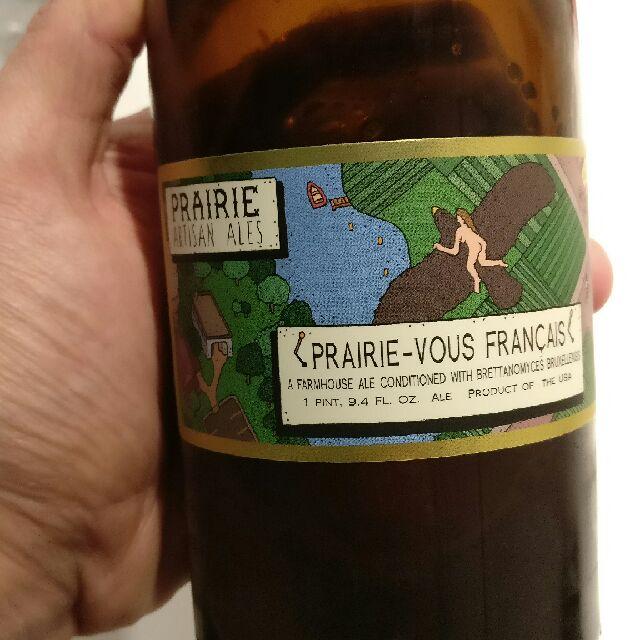 PRAIRIE
ARTISAN ALES
PRAIRIE-VOUS FRANÇAIS
A FARMHOUSE ALE CONDITIONED WITH BRETTANOMYCES BRUXELLENSIS
1 PINT, 9.4 FL. OZ. ALE PRODUCT OF THE USA